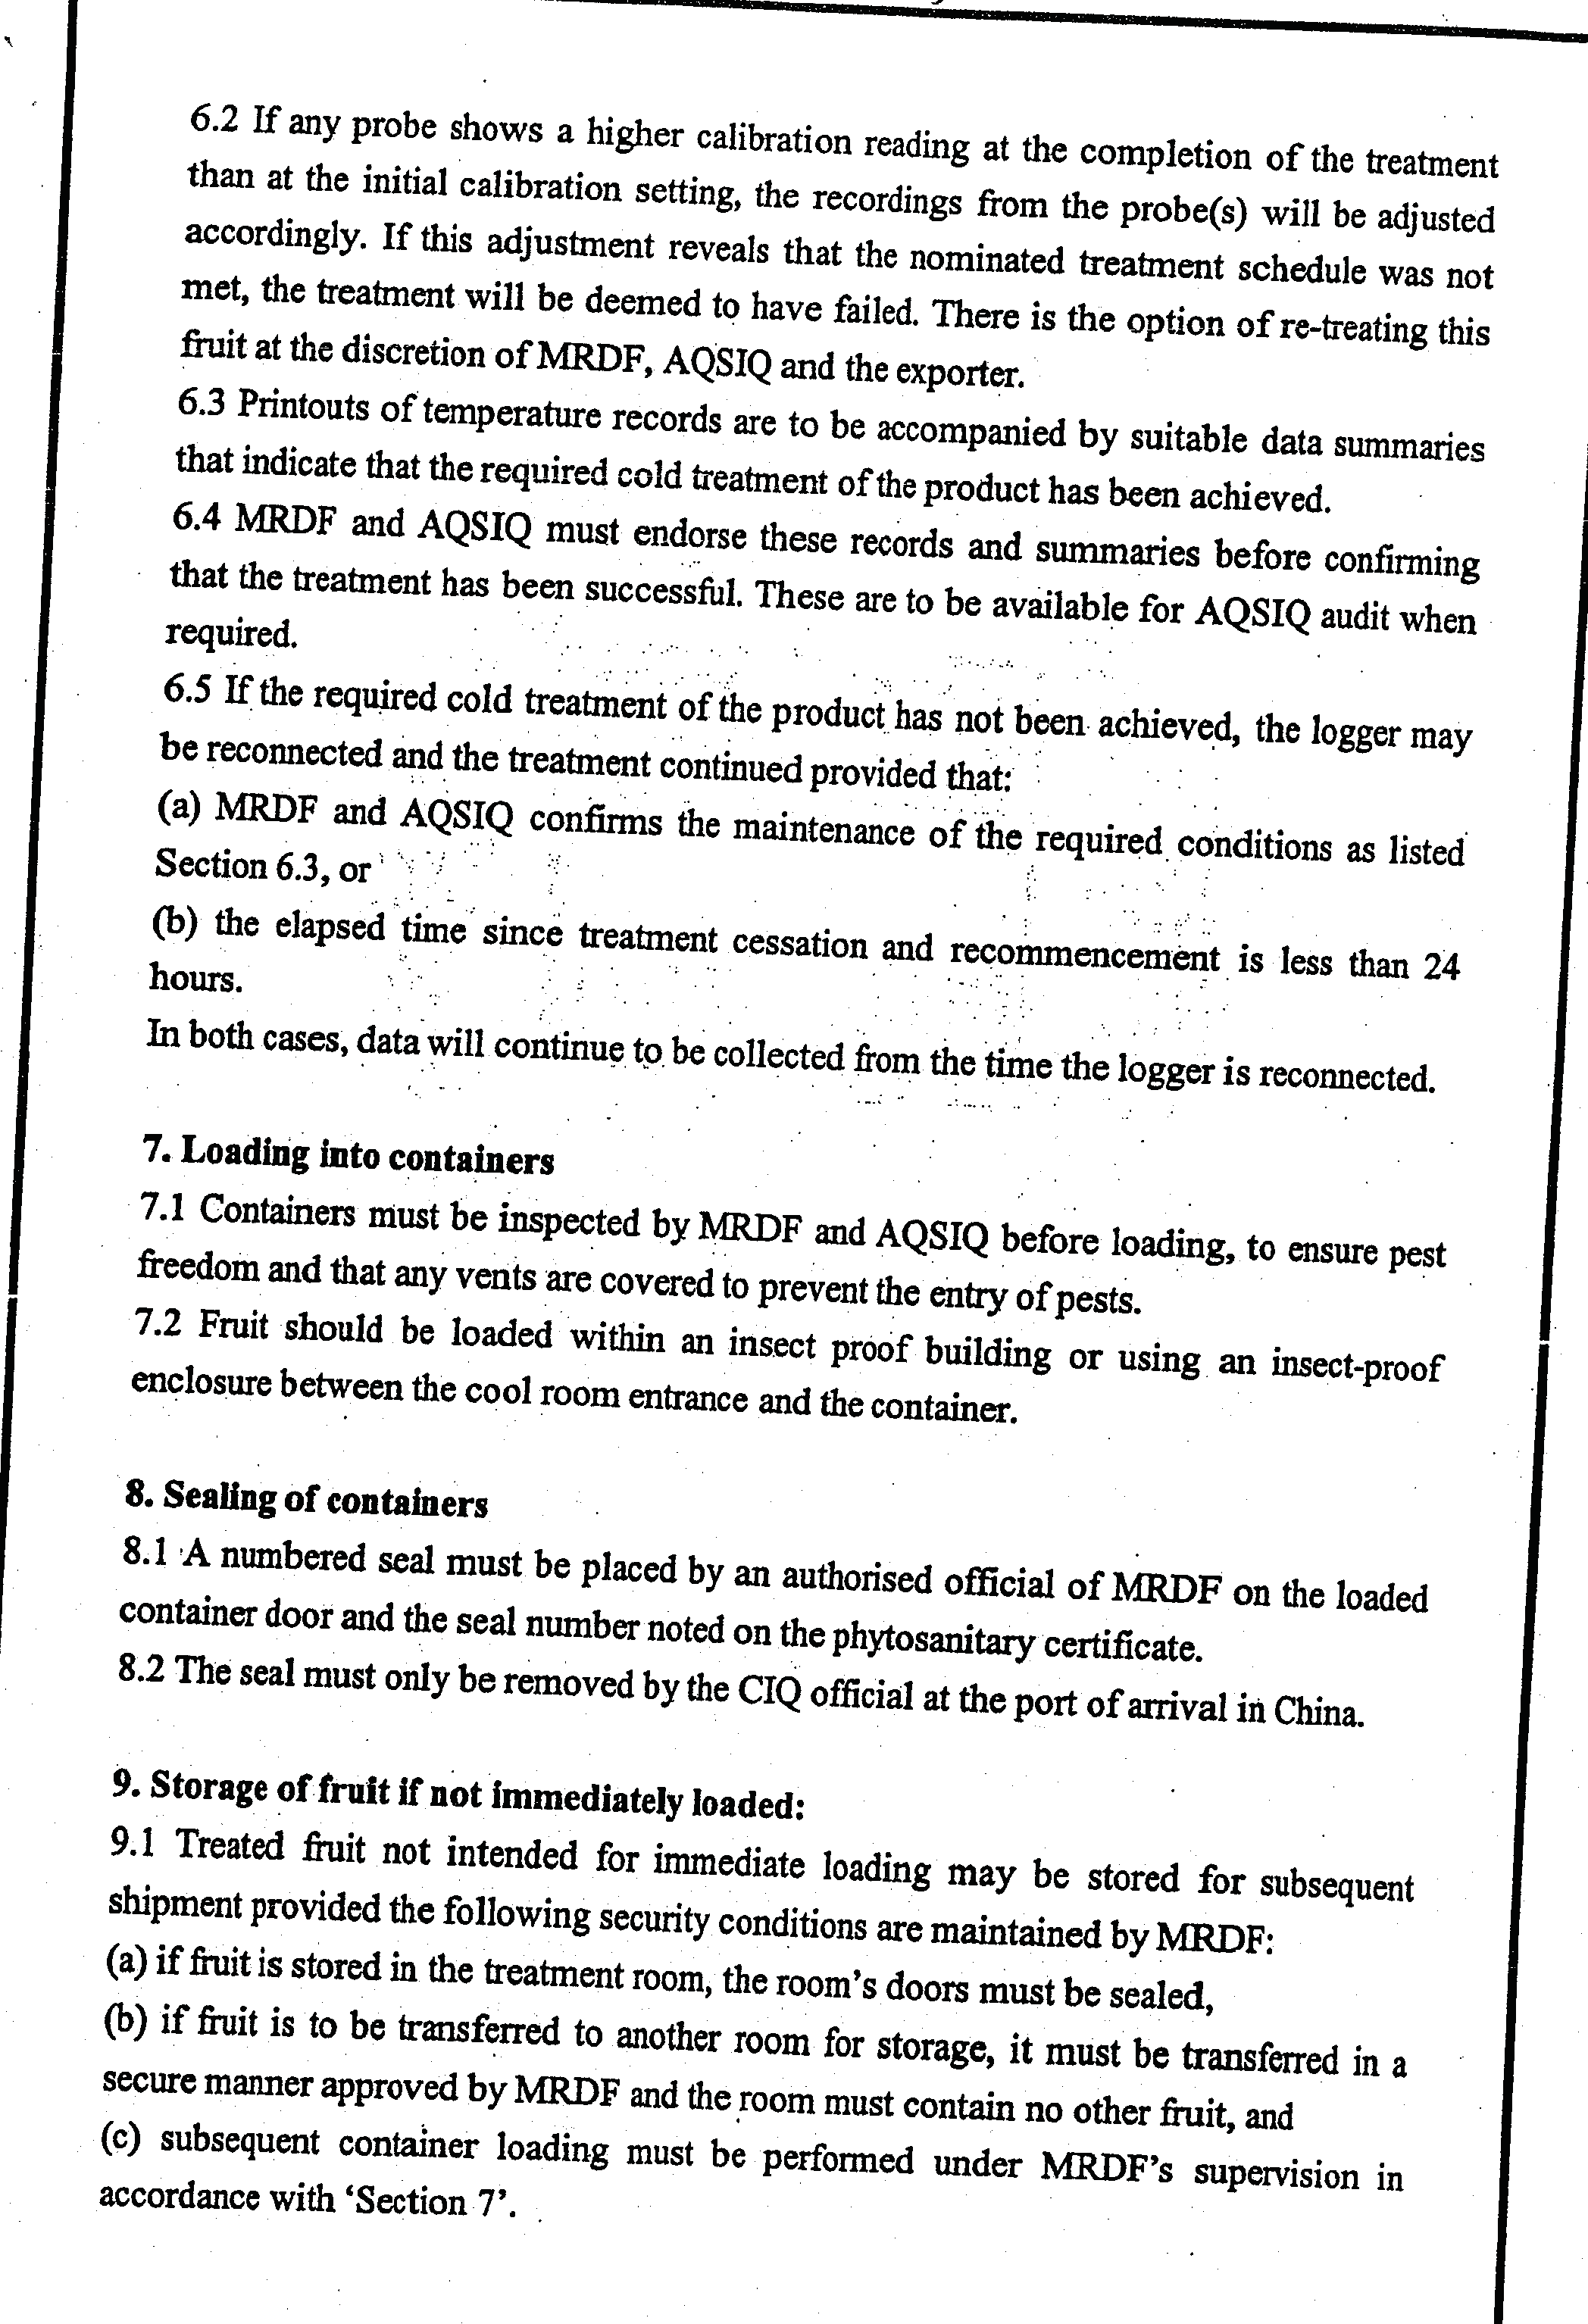 6.2 If any probe shows a higher calibration reading at the completion of the treatment
than at the initial calibration setting, the recordings from the probe(s) will be adjusted
accordingly. If this adjustment reveals that the nominated treatment schedule was not
met, the treatment will be deemed to have failed. There is the option of re-treating this
fruit at the discretion of MRDF, AQSIQ and the exporter.
6.3 Printouts of temperature records are to be accompanied by suitable data summaries
that indicate that the required cold treatment of the product has been achieved.
6.4 MRDF and AQSIQ must endorse these records and summaries before confirming
that the treatment has been successful. These are to be available for AQSIQ audit when
required.
6.5 If the required cold treatment of the product has not been achieved, the logger may
be reconnected and the treatment continued provided that:
(a) MRDF and AQSIQ confirms the maintenance of the required conditions as listed
Section 6.3, or
(b) the elapsed time since treatment cessation and recommencement is less than 24
hours.
In both cases, data will continue to be collected from the time the logger is reconnected.
7. Loading into containers
7.1 Containers must be inspected by MRDF and AQSIQ before loading, to ensure pest
freedom and that any vents are covered to prevent the entry of pests.
7.2 Fruit should be loaded within an insect proof building or using an insect-proof
enclosure between the cool room entrance and the container.
8. Sealing of containers
8.1 A numbered seal must be placed by an authorised official of MRDF on the loaded
container door and the seal number noted on the phytosanitary certificate.
8.2 The seal must only be removed by the CIQ official at the port of arrival in China.
9. Storage of fruit if not immediately loaded:
9.1 Treated fruit not intended for immediate loading may be stored for subsequent
shipment provided the following security conditions are maintained by MRDF:
(a) if fruit is stored in the treatment room, the room's doors must be sealed,
(b) if fruit is to be transferred to another room for storage, it must be transferred in a
secure manner approved by MRDF and the room must contain no other fruit, and
(c) subsequent container loading must be performed under MRDF's supervision in
accordance with 'Section 7'.